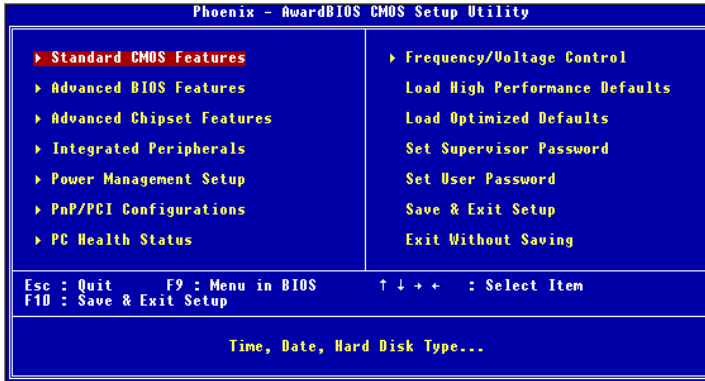 Phoenix - AwardBIOS CMOS Setup Utility
Standard CMOS Features
Advanced BIOS Features
Advanced Chipset Features
Integrated Peripherals
Power Management Setup
PnP/PCI Configurations
PC Health Status
Frequency/Voltage Control
Load High Performance Defaults
Load Optimized Defaults
Set Supervisor Password
Set User Password
Save & Exit Setup
Exit Without Saving
Esc : Quit F9 : Menu in BIOS ↑ ↓ → ← : Select Item
F10 : Save & Exit Setup
Time, Date, Hard Disk Type...